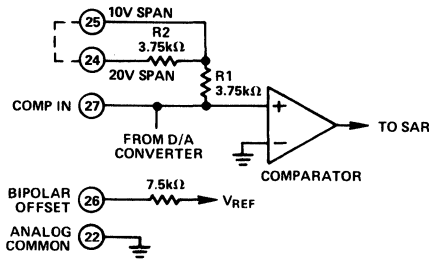 25 10V SPAN
R2
3.75kΩ
24 20V SPAN
R1
3.75kΩ
COMP IN 27
+
−
TO SAR
FROM D/A
CONVERTER
COMPARATOR
BIPOLAR
OFFSET 26
7.5kΩ
VREF
ANALOG
COMMON 22